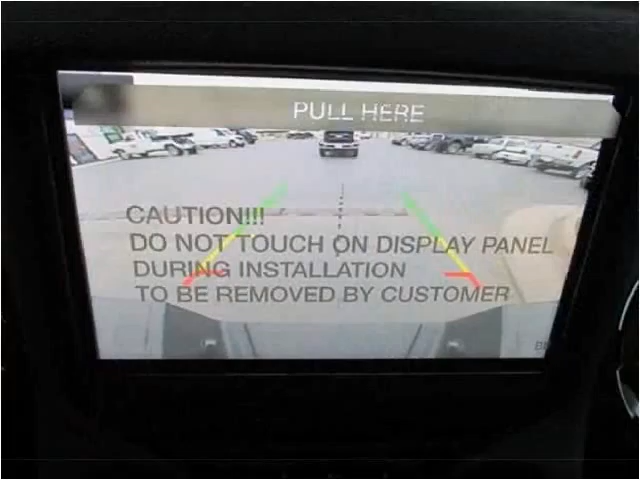 PULL HERE
CAUTION!!!
DO NOT TOUCH ON DISPLAY PANEL
DURING INSTALLATION
TO BE REMOVED BY CUSTOMER